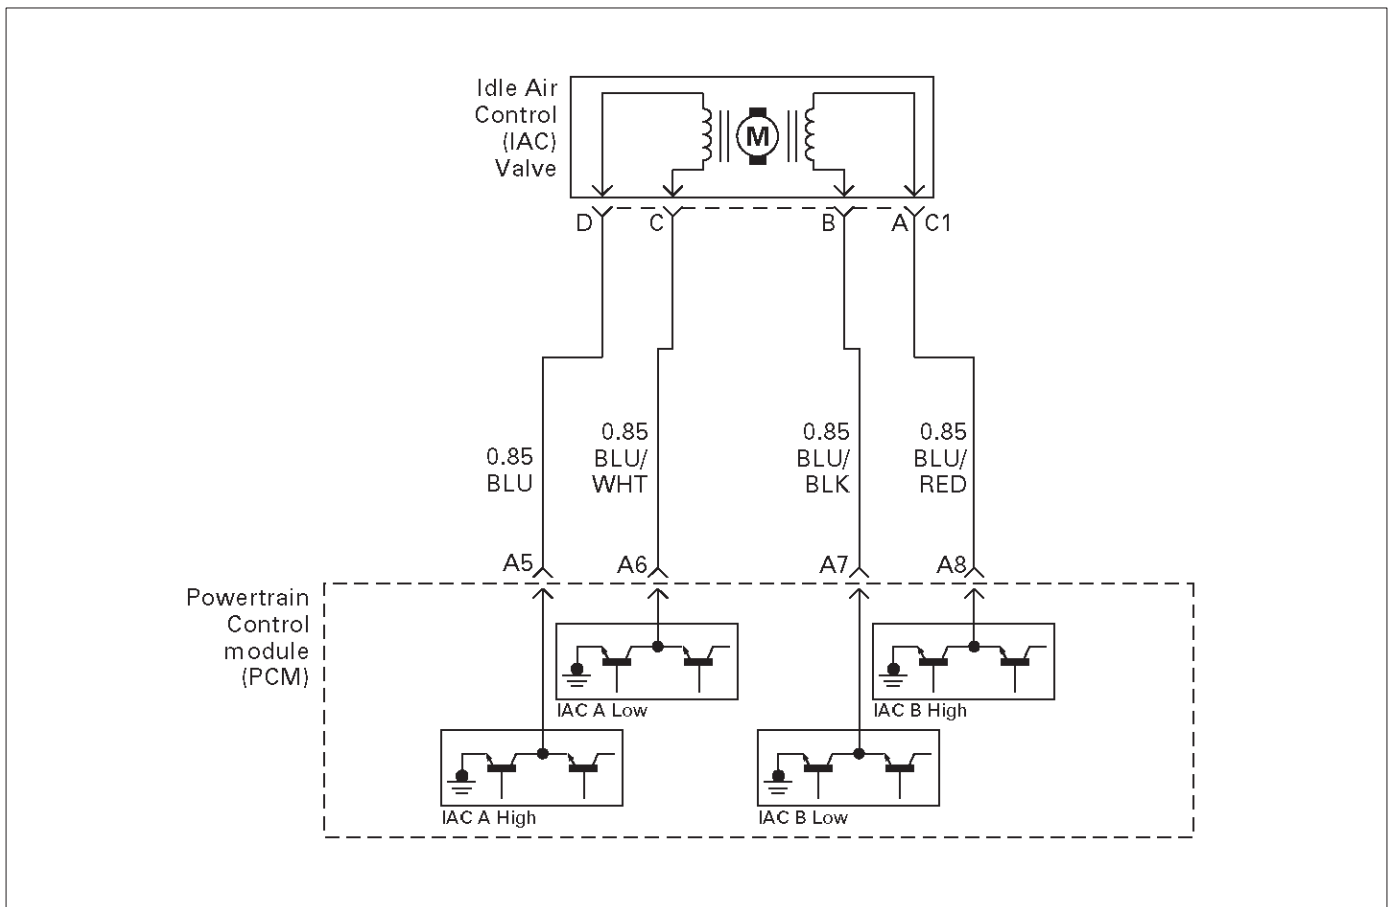 Idle Air
Control
(IAC)
Valve
M
D
C
B
A
C1
0.85
BLU
0.85
BLU/
WHT
0.85
BLU/
BLK
0.85
BLU/
RED
A5
A6
A7
A8
Powertrain
Control
module
(PCM)
IAC A Low
IAC B High
IAC A High
IAC B Low